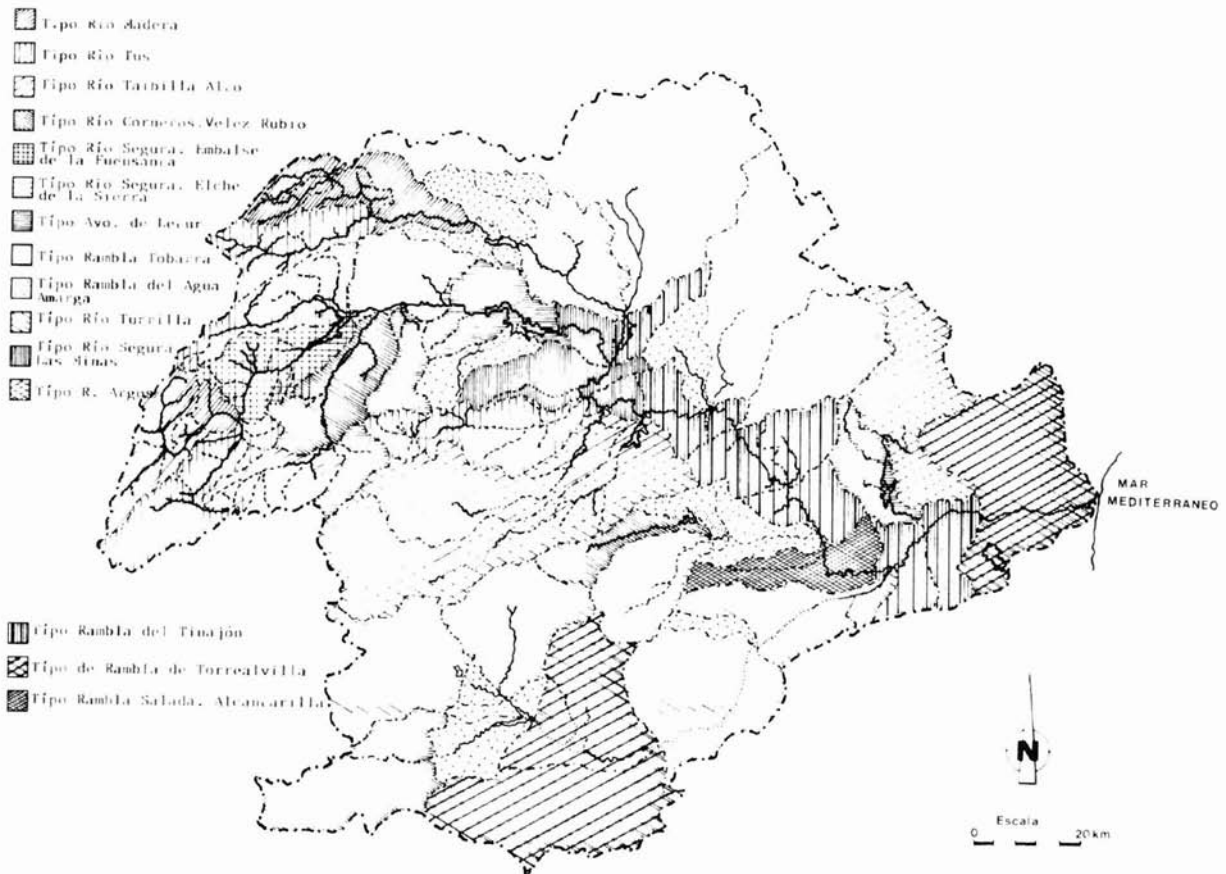 Tipo Río Madera
Tipo Río Tus
Tipo Río Taibilla Alto
Tipo Río Corneros.Velez Rubio
Tipo Río Segura. Embalse
de la Fuensanta
Tipo Río Segura. Elche
de la Sierra
Tipo Ayo. de Letur
Tipo Rambla Tobarra
Tipo Rambla del Agua
Amarga
Tipo Río Turrilla
Tipo Río Segura
Las Minas
Tipo R. Argos
MAR
MEDITERRANEO
Tipo Rambla del Tinajón
Tipo de Rambla de Torrealvilla
Tipo Rambla Salada. Alcantarilla
N
Escala
0 20 km